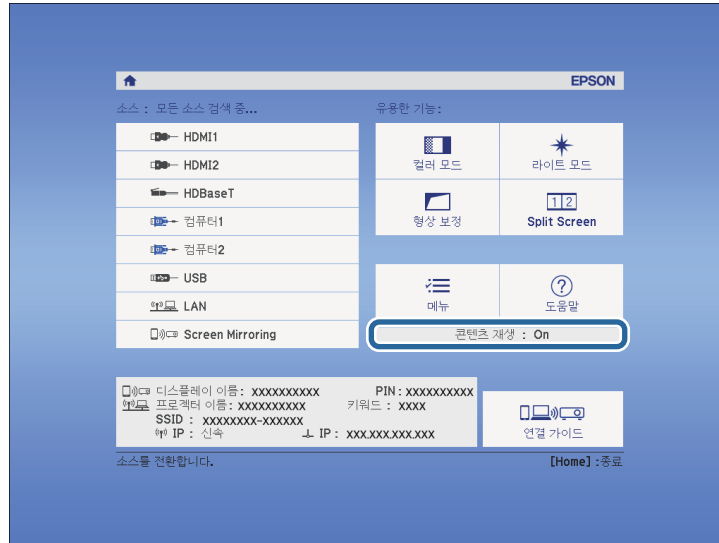 EPSON
소스 : 모든 소스 검색 중...
HDMI1
HDMI2
HDBaseT
컴퓨터1
컴퓨터2
USB
LAN
Screen Mirroring
유용한 기능:
컬러 모드
라이트 모드
형상 보정
1 2
Split Screen
메뉴
?
도움말
콘텐츠 재생 : On
디스플레이 이름: xxxxxxxxxx PIN : xxxxxxxxxx
프로젝터 이름: xxxxxxxxxx 키워드 : xxxx
SSID : xxxxxxxx-xxxxxx
IP : 신속 IP : xxx.xxx.xxx.xxx
연결 가이드
소스를 전환합니다. [Home] :종료